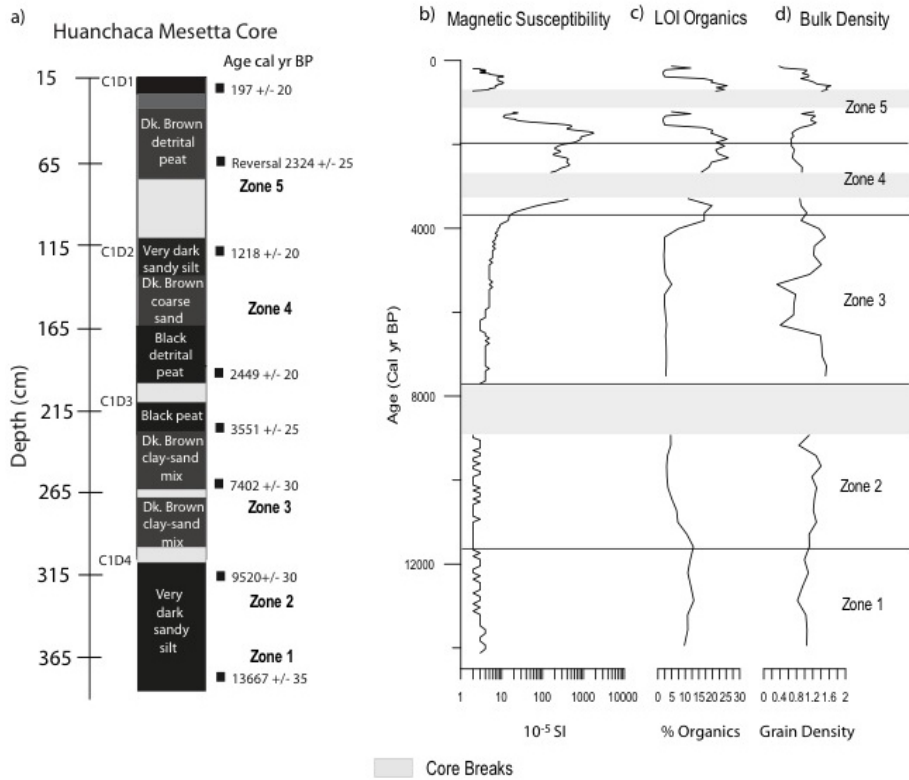 a)
Huanchaca Mesetta Core
Age cal yr BP
Depth (cm)
15
65
115
165
215
265
315
365
C1D1
C1D2
C1D3
C1D4
Dk. Brown
detrital
peat
Very dark
sandy silt
Dk. Brown
coarse
sand
Black
detrital
peat
Black peat
Dk. Brown
clay-sand
mix
Dk. Brown
clay-sand
mix
Very
dark
sandy
silt
197 +/- 20
Reversal 2324 +/- 25
Zone 5
1218 +/- 20
Zone 4
2449 +/- 20
3551 +/- 25
7402 +/- 30
Zone 3
9520+/- 30
Zone 2
Zone 1
13667 +/- 35
b)
Magnetic Susceptibility
c)
LOI Organics
d)
Bulk Density
Age (Cal yr BP)
0
4000
8000
12000
Zone 5
Zone 4
Zone 3
Zone 2
Zone 1
1 10 100 1000 10000
10-5 SI
0 5 10 15 20 25 30
% Organics
0 0.4 0.8 1.2 1.6 2
Grain Density
Core Breaks